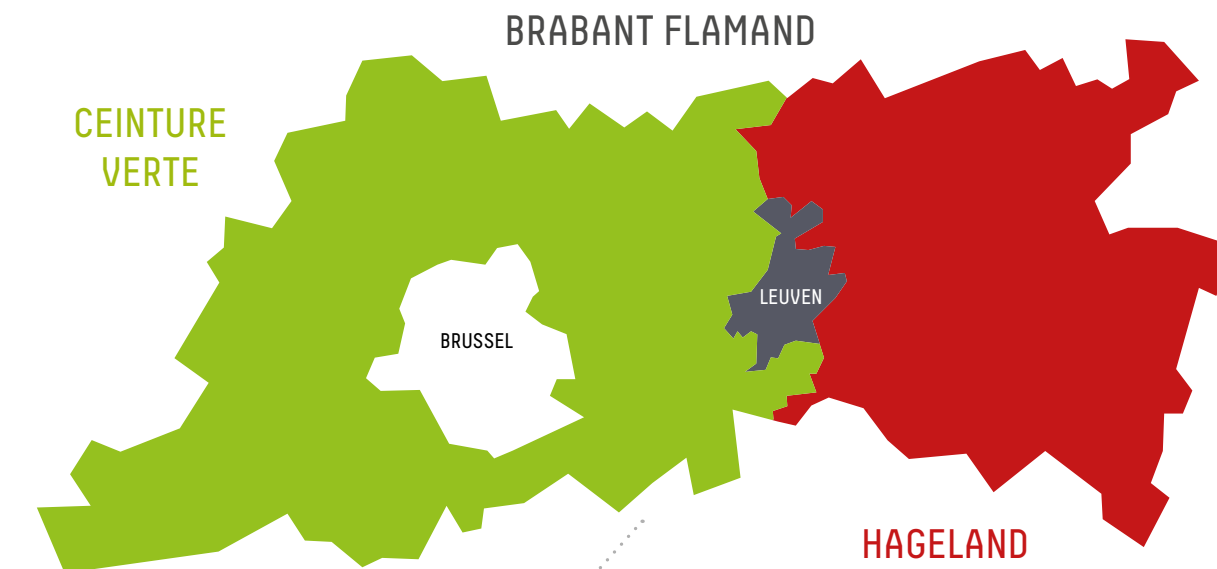 BRABANT FLAMAND
CEINTURE
VERTE
LEUVEN
BRUSSEL
HAGELAND